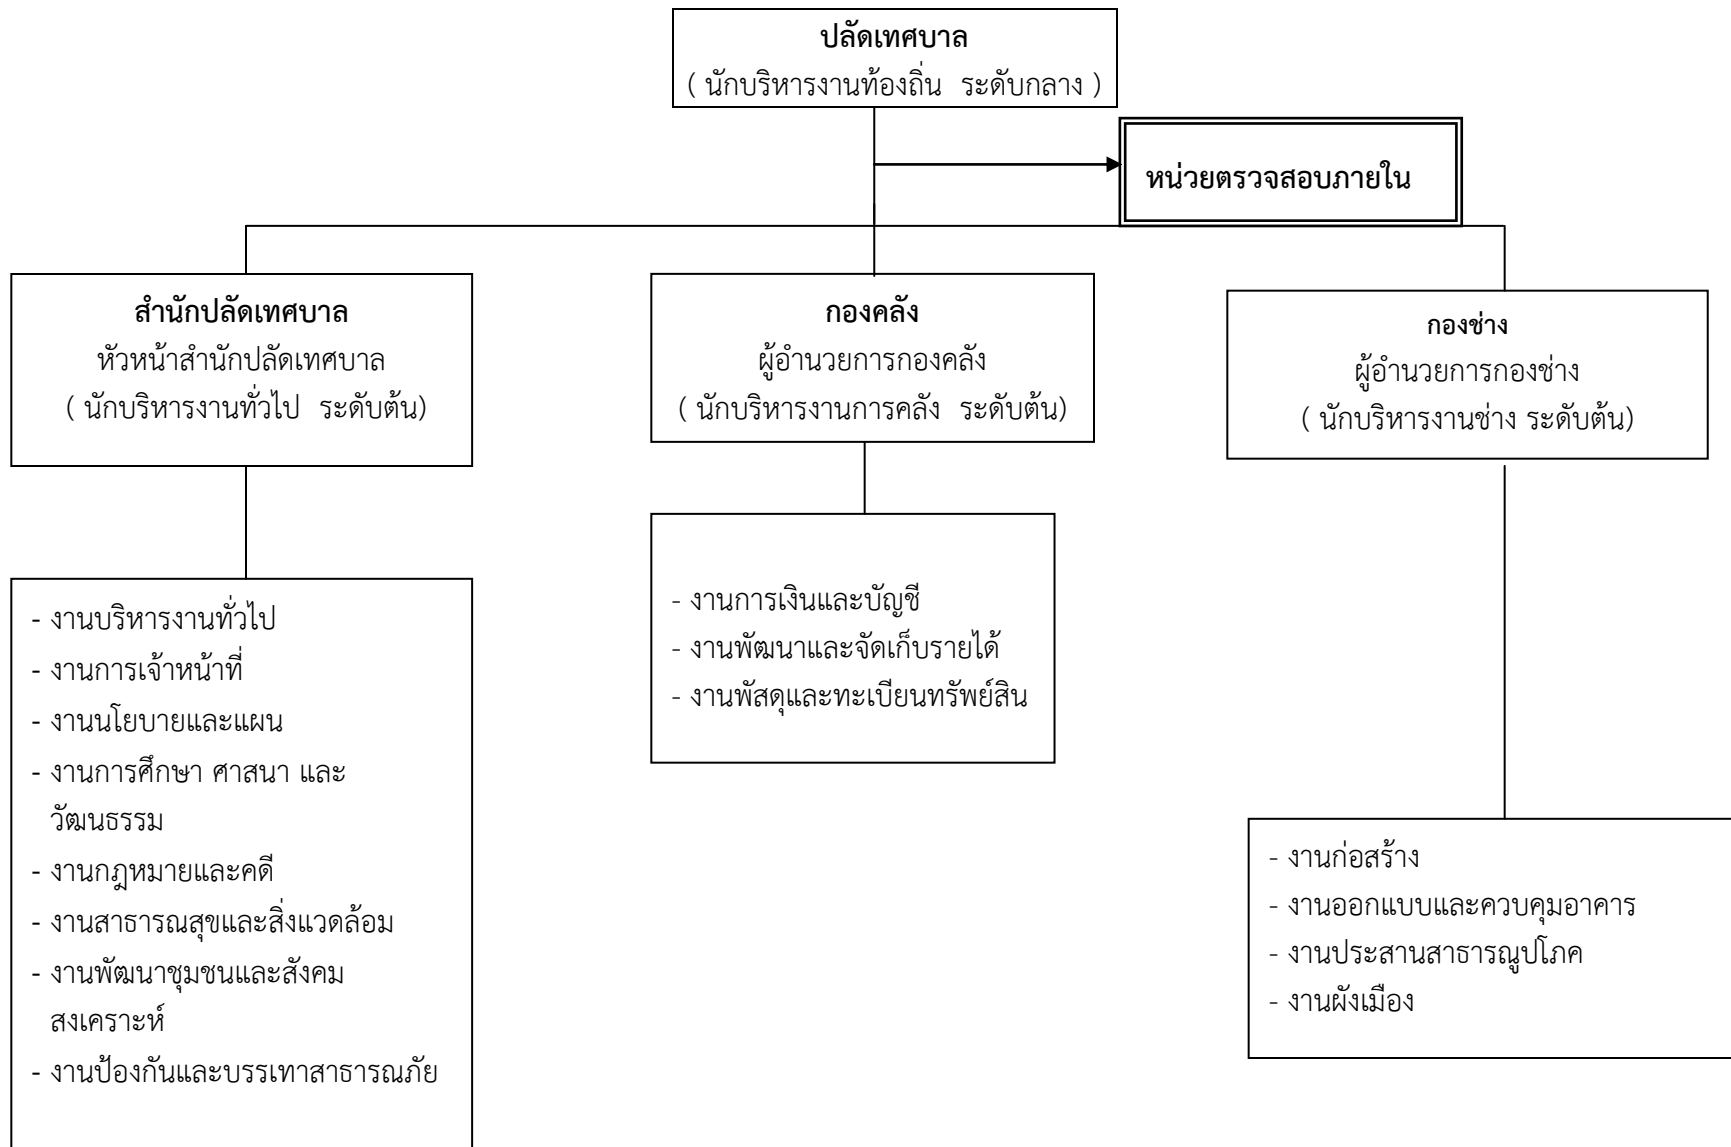 ปลัดเทศบาล
( นักบริหารงานท้องถิ่น  ระดับกลาง )
หน่วยตรวจสอบภายใน
สำนักปลัดเทศบาล
หัวหน้าสำนักปลัดเทศบาล
( นักบริหารงานทั่วไป  ระดับต้น)
กองคลัง
ผู้อำนวยการกองคลัง
( นักบริหารงานการคลัง  ระดับต้น)
กองช่าง
ผู้อำนวยการกองช่าง
( นักบริหารงานช่าง ระดับต้น)
- งานบริหารงานทั่วไป
- งานการเจ้าหน้าที่
- งานนโยบายและแผน
- งานการศึกษา ศาสนา และ
วัฒนธรรม
- งานกฎหมายและคดี
- งานสาธารณสุขและสิ่งแวดล้อม
- งานพัฒนาชุมชนและสังคม
สงเคราะห์
- งานป้องกันและบรรเทาสาธารณภัย
- งานการเงินและบัญชี
- งานพัฒนาและจัดเก็บรายได้
- งานพัสดุและทะเบียนทรัพย์สิน
- งานก่อสร้าง
- งานออกแบบและควบคุมอาคาร
- งานประสานสาธารณูปโภค
- งานผังเมือง